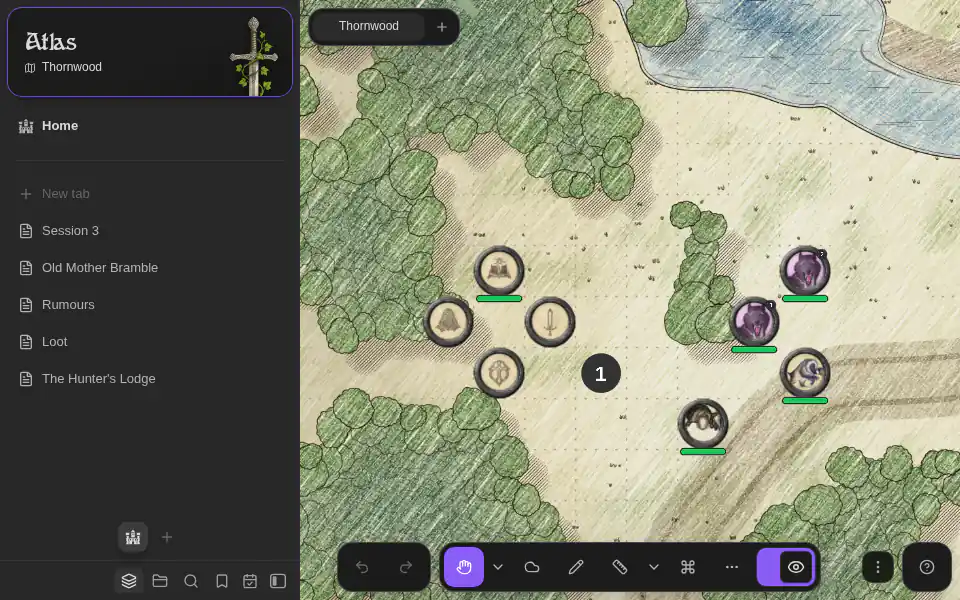 Atlas
Thornwood
Home
New tab
Session 3
Old Mother Bramble
Rumours
Loot
The Hunter's Lodge
Thornwood
1